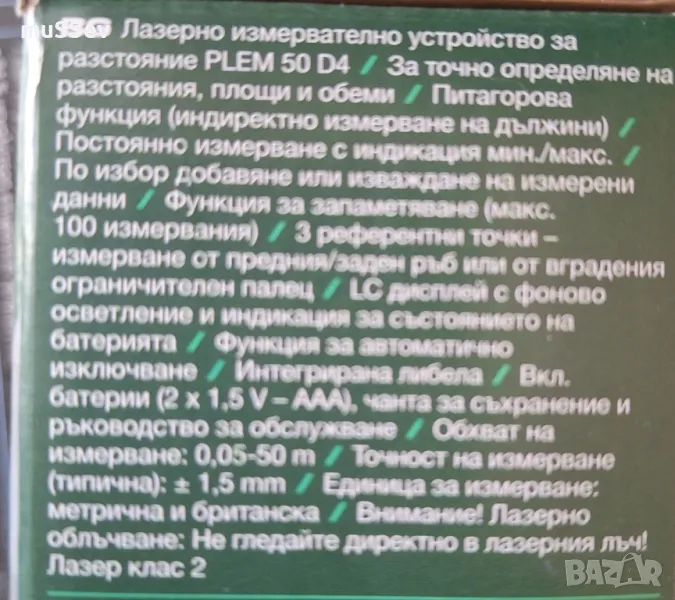 muSSev
BG Лазерно измервателно устройство за
разстояние PLEM 50 D4 / За точно определяне на
разстояния, площи и обеми / Питагорова
функция (индиректно измерване на дължини) /
Постоянно измерване с индикация мин./макс. /
По избор добавяне или изваждане на измерени
данни / Функция за запаметяване (макс.
100 измервания) / 3 референтни точки –
измерване от предния/заден ръб или от вградения
ограничителен палец / LC дисплей с фоново
осветление и индикация за състоянието на
батерията / Функция за автоматично
изключване / Интегрирана либела / Вкл.
батерии (2 x 1,5 V – AAA), чанта за съхранение и
ръководство за обслужване / Обхват на
измерване: 0,05-50 m / Точност на измерване
(типична): ± 1,5 mm / Единица за измерване:
метрична и британска / Внимание! Лазерно
облъчване: Не гледайте директно в лазерния лъч!
Лазер клас 2
BAZAR